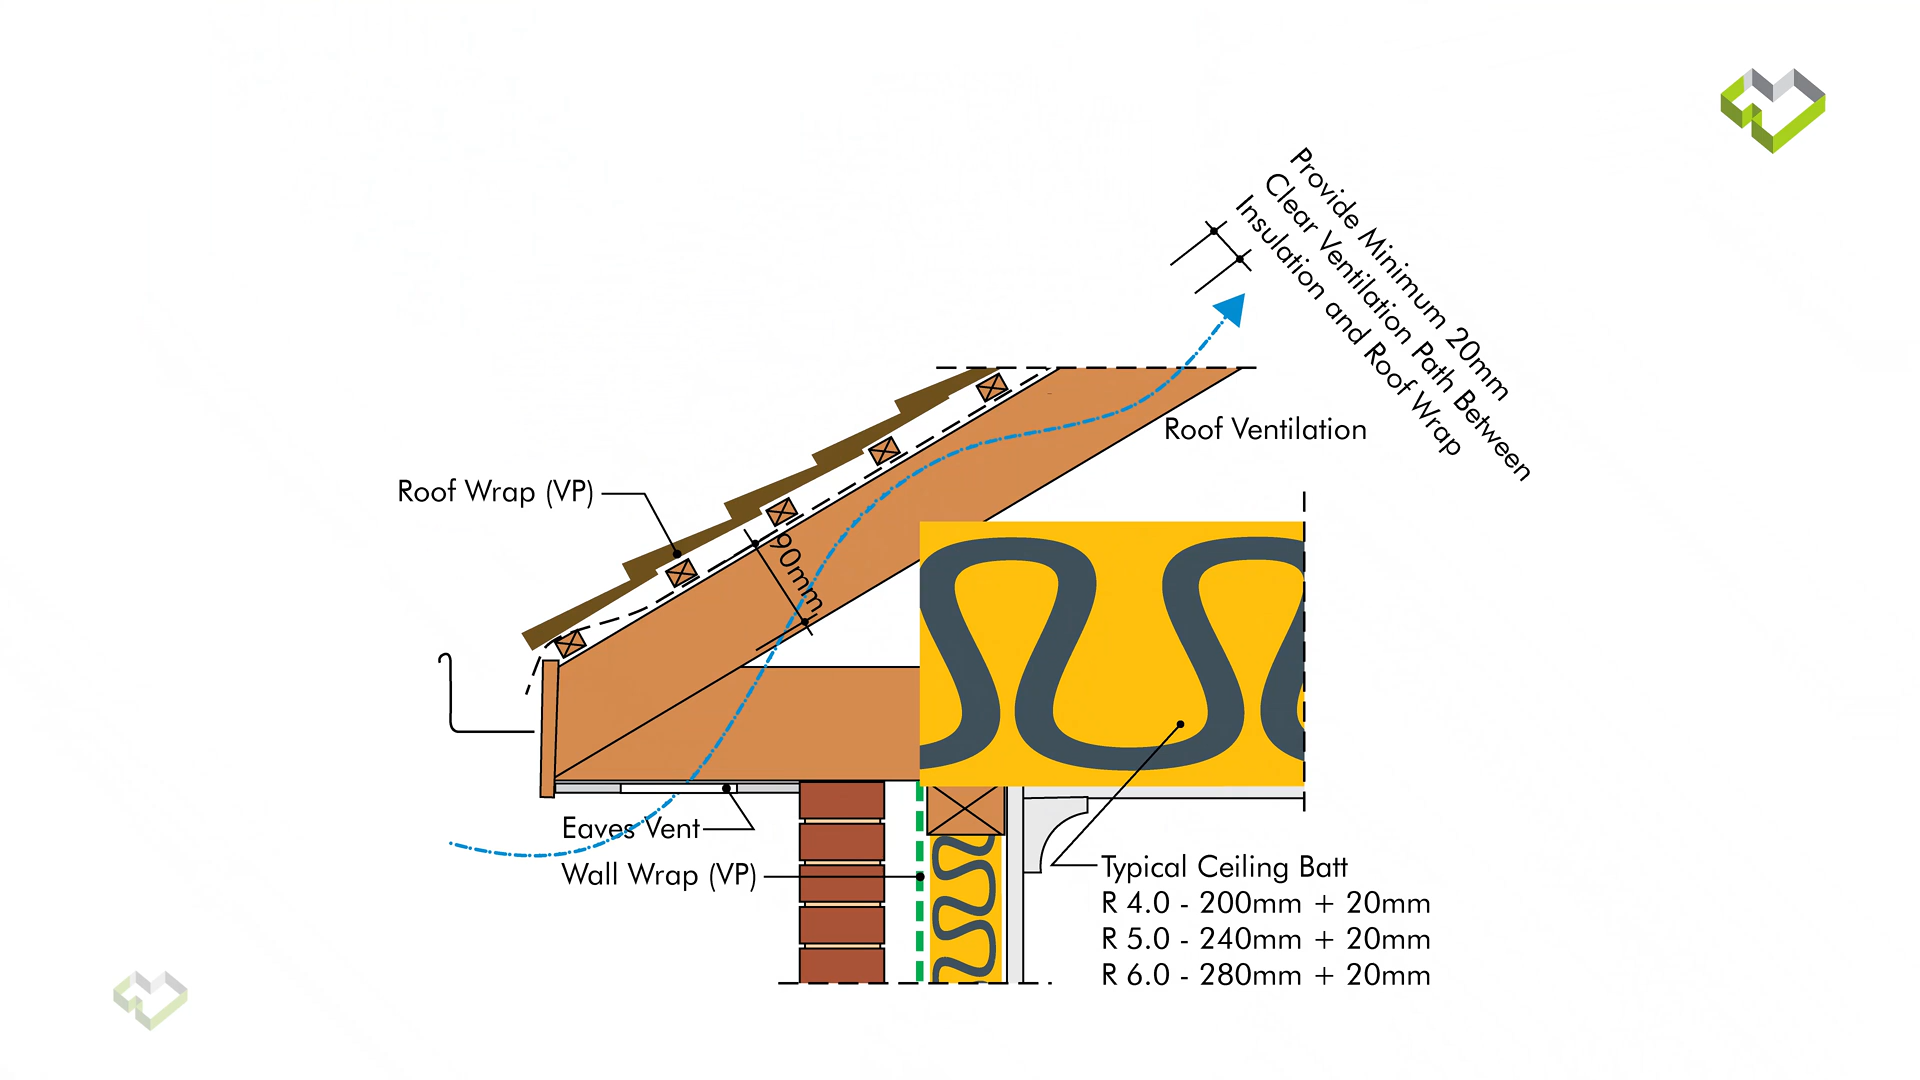 Provide Minimum 20mm
Clear Ventilation Path Between
Insulation and Roof Wrap
Roof Ventilation
Roof Wrap (VP)
90mm
Eaves Vent
Wall Wrap (VP)
Typical Ceiling Batt
R 4.0 - 200mm + 20mm
R 5.0 - 240mm + 20mm
R 6.0 - 280mm + 20mm